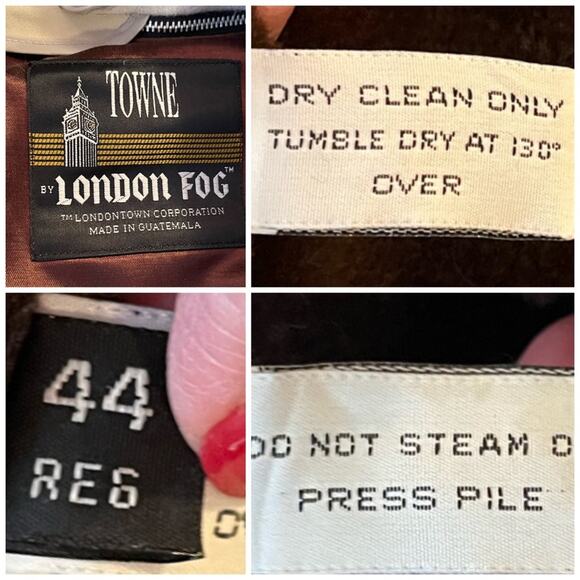 TOWNE
BY LONDON FOG™
™ LONDONTOWN CORPORATION
MADE IN GUATEMALA
DRY CLEAN ONLY
TUMBLE DRY AT 130°
OVER
44
REG
DO NOT STEAM O
PRESS PILE